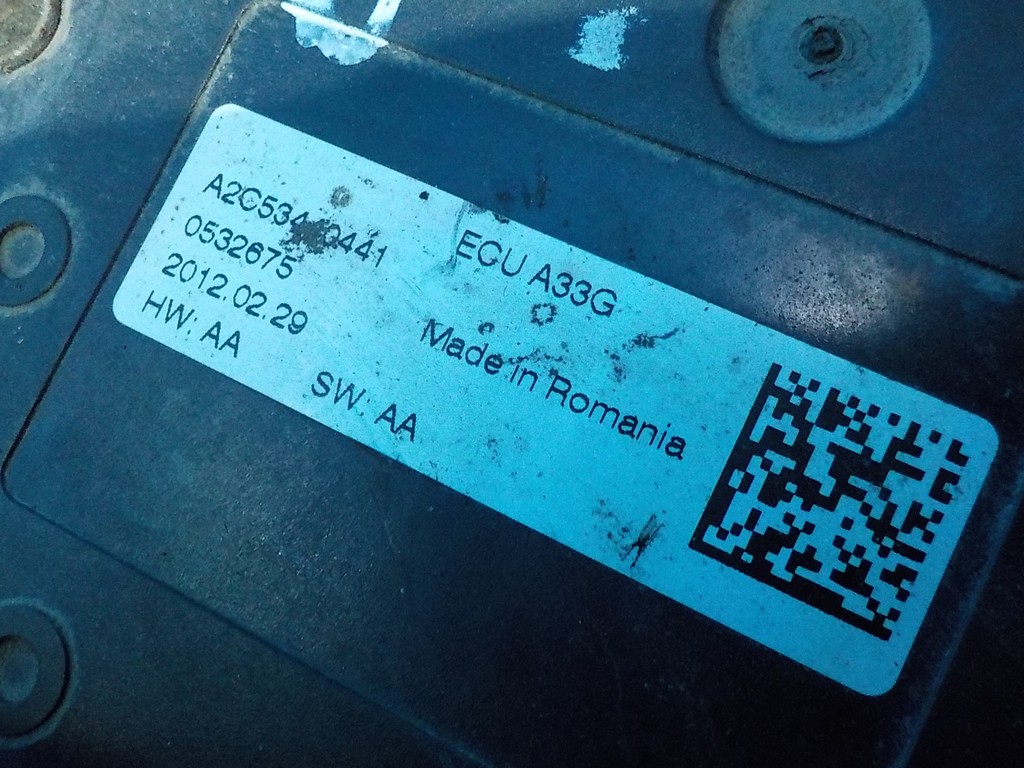 ECU A33G
0532675
2012.02.29
Made in Romania
HW: AA
SW: AA